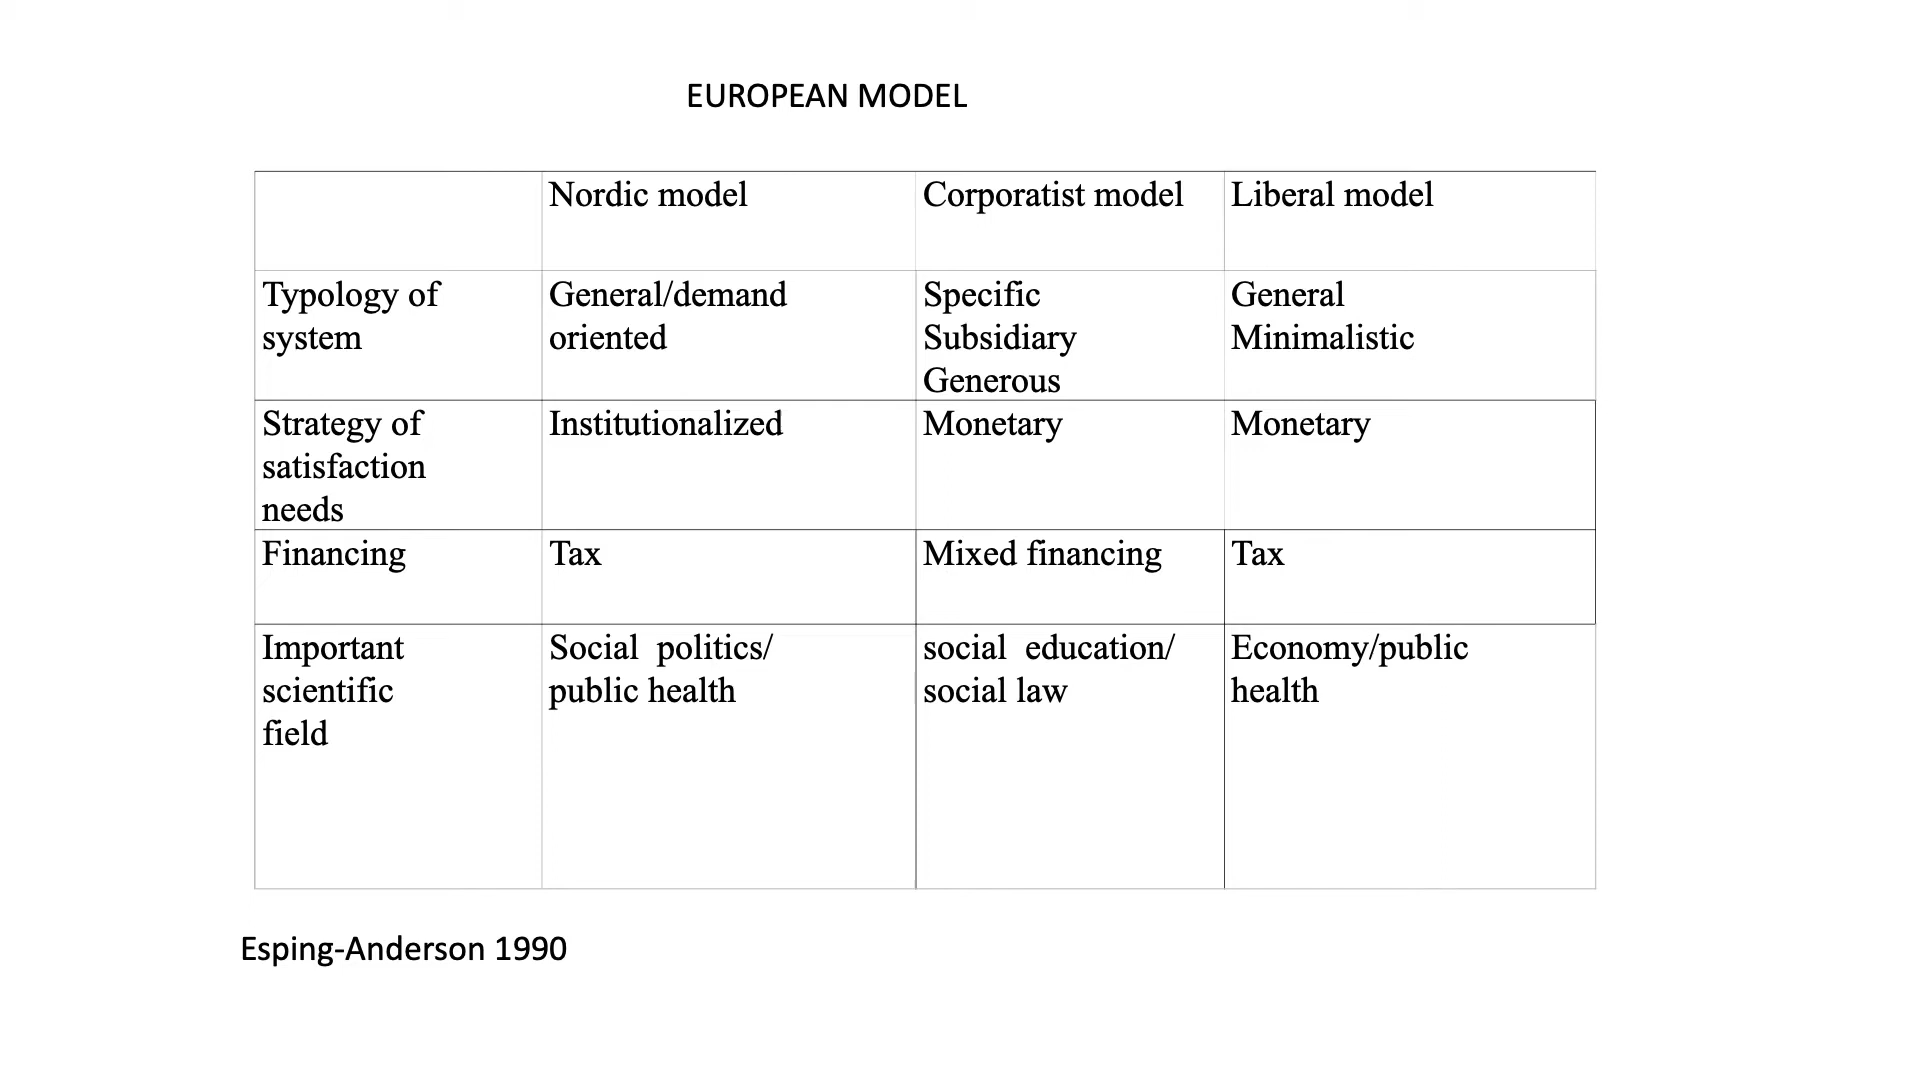 EUROPEAN MODEL
Nordic model
Corporatist model
Liberal model
Typology of
system
General/demand
oriented
Specific
Subsidiary
Generous
General
Minimalistic
Strategy of
satisfaction
needs
Institutionalized
Monetary
Monetary
Financing
Tax
Mixed financing
Tax
Important
scientific
field
Social politics/
public health
social education/
social law
Economy/public
health
Esping-Anderson 1990